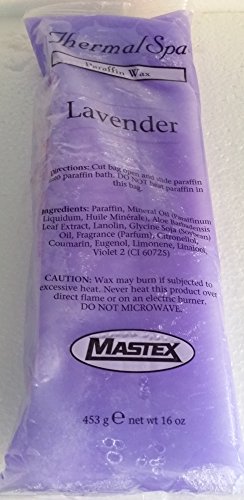 Thermal Spa
Paraffin Wax
Lavender
Directions: Cut bag open and slide paraffin
into paraffin bath. DO NOT heat paraffin in
this bag.
Ingredients: Paraffin, Mineral Oil (Paraffinum
Liquidum, Huile Minérale), Aloe Barbadensis
Leaf Extract, Lanolin, Glycine Soja (Soybean)
Oil, Fragrance (Parfum), Citronellol,
Coumarin, Eugenol, Limonene, Linalool,
Violet 2 (CI 60725)
CAUTION: Wax may burn if subjected to
excessive heat. Never heat this product over
direct flame or on an electric burner.
DO NOT MICROWAVE.
MASTEX
453 g ℮ net wt 16 oz